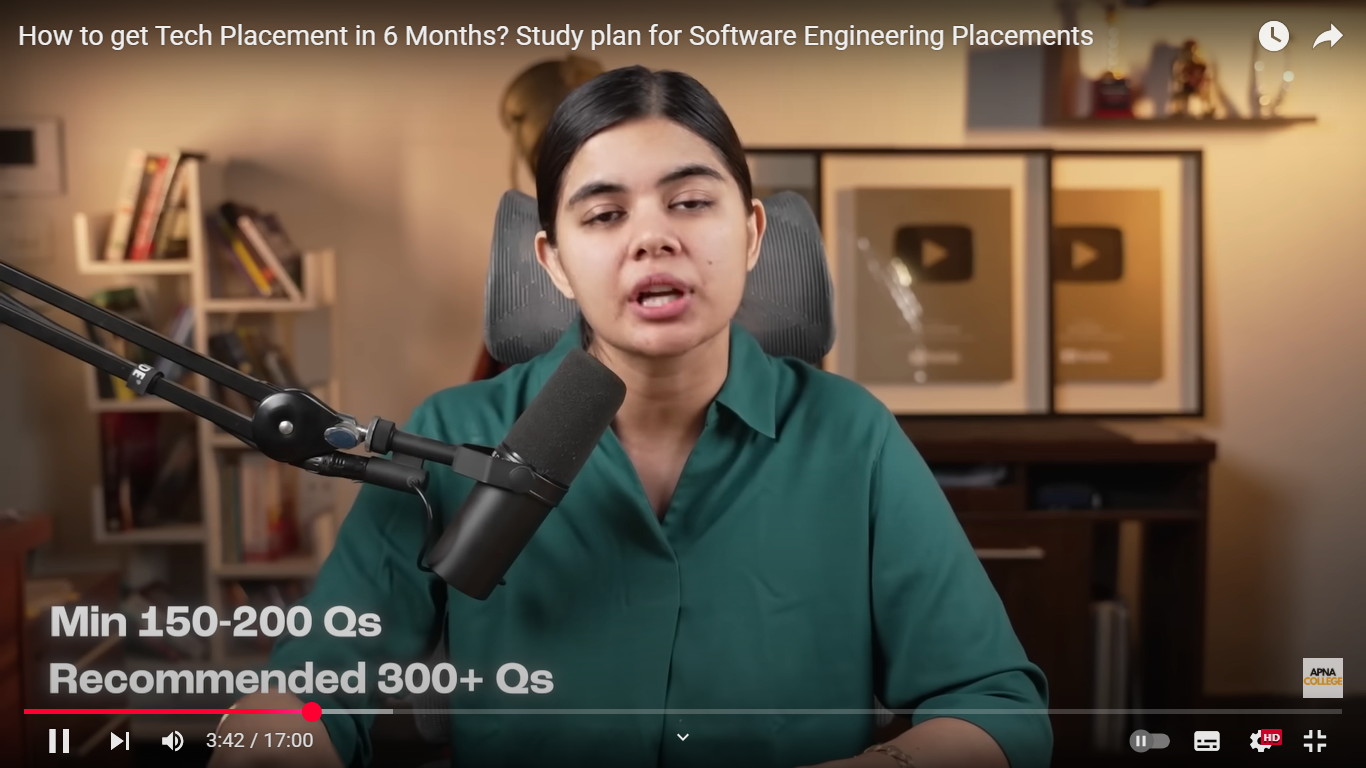 How to get Tech Placement in 6 Months? Study plan for Software Engineering Placements
Min 150-200 Qs
Recommended 300+ Qs
APNA
COLLEGE
3:42 / 17:00
HD